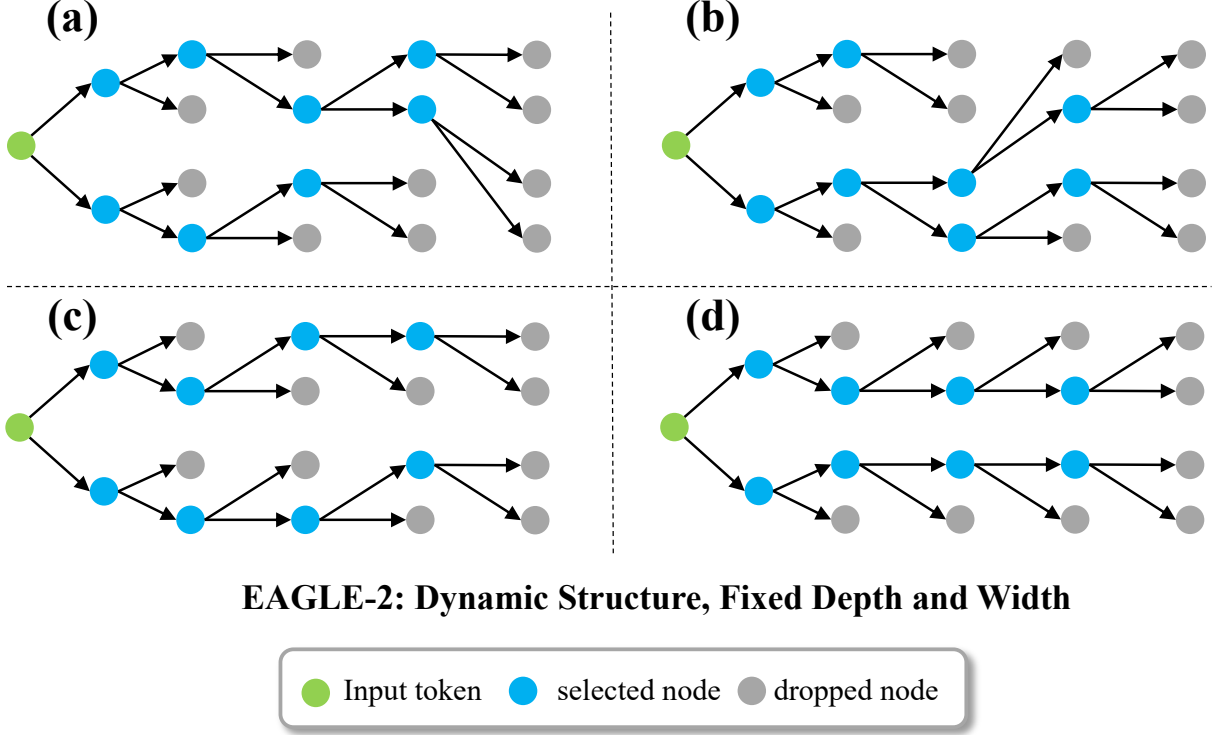 (a)
(b)
(c)
(d)
EAGLE-2: Dynamic Structure, Fixed Depth and Width
Input token selected node dropped node